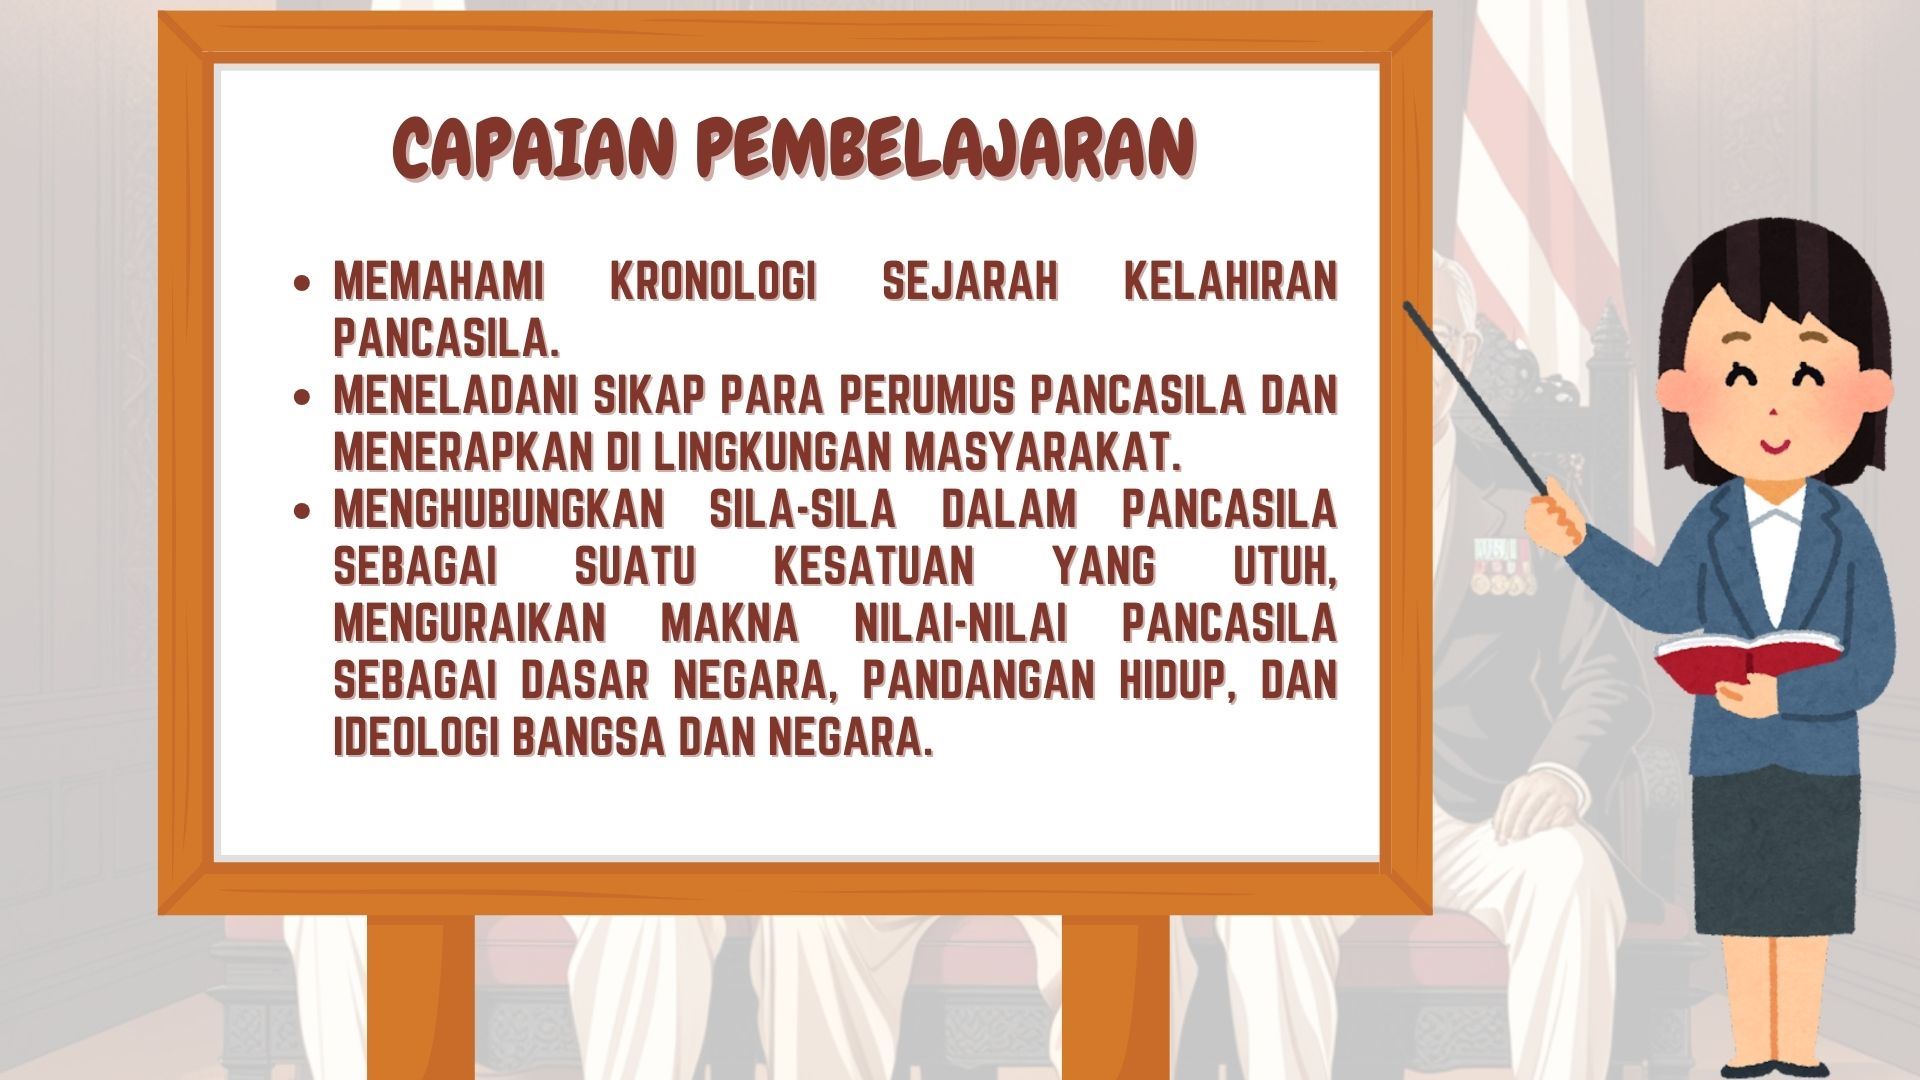 CAPAIAN PEMBELAJARAN
• MEMAHAMI KRONOLOGI SEJARAH KELAHIRAN
PANCASILA.
• MENELADANI SIKAP PARA PERUMUS PANCASILA DAN
MENERAPKAN DI LINGKUNGAN MASYARAKAT.
• MENGHUBUNGKAN SILA-SILA DALAM PANCASILA
SEBAGAI SUATU KESATUAN YANG UTUH,
MENGURAIKAN MAKNA NILAI-NILAI PANCASILA
SEBAGAI DASAR NEGARA, PANDANGAN HIDUP, DAN
IDEOLOGI BANGSA DAN NEGARA.